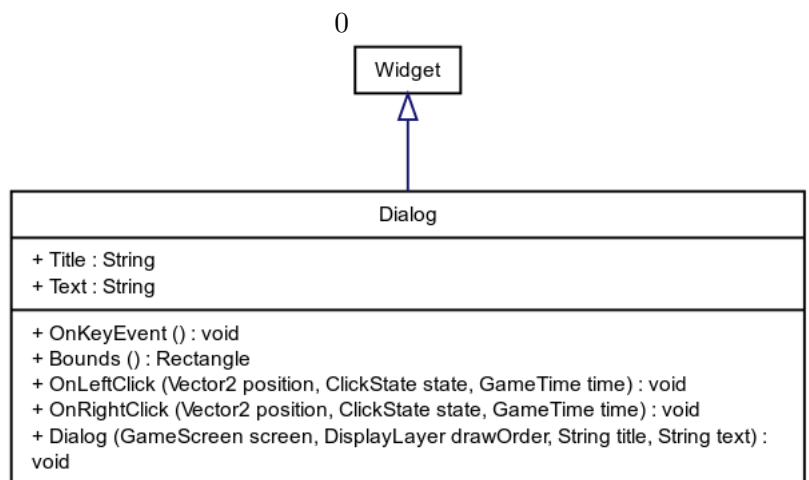 0
Widget
Dialog
+ Title : String
+ Text : String
+ OnKeyEvent () : void
+ Bounds () : Rectangle
+ OnLeftClick (Vector2 position, ClickState state, GameTime time) : void
+ OnRightClick (Vector2 position, ClickState state, GameTime time) : void
+ Dialog (GameScreen screen, DisplayLayer drawOrder, String title, String text) :
void